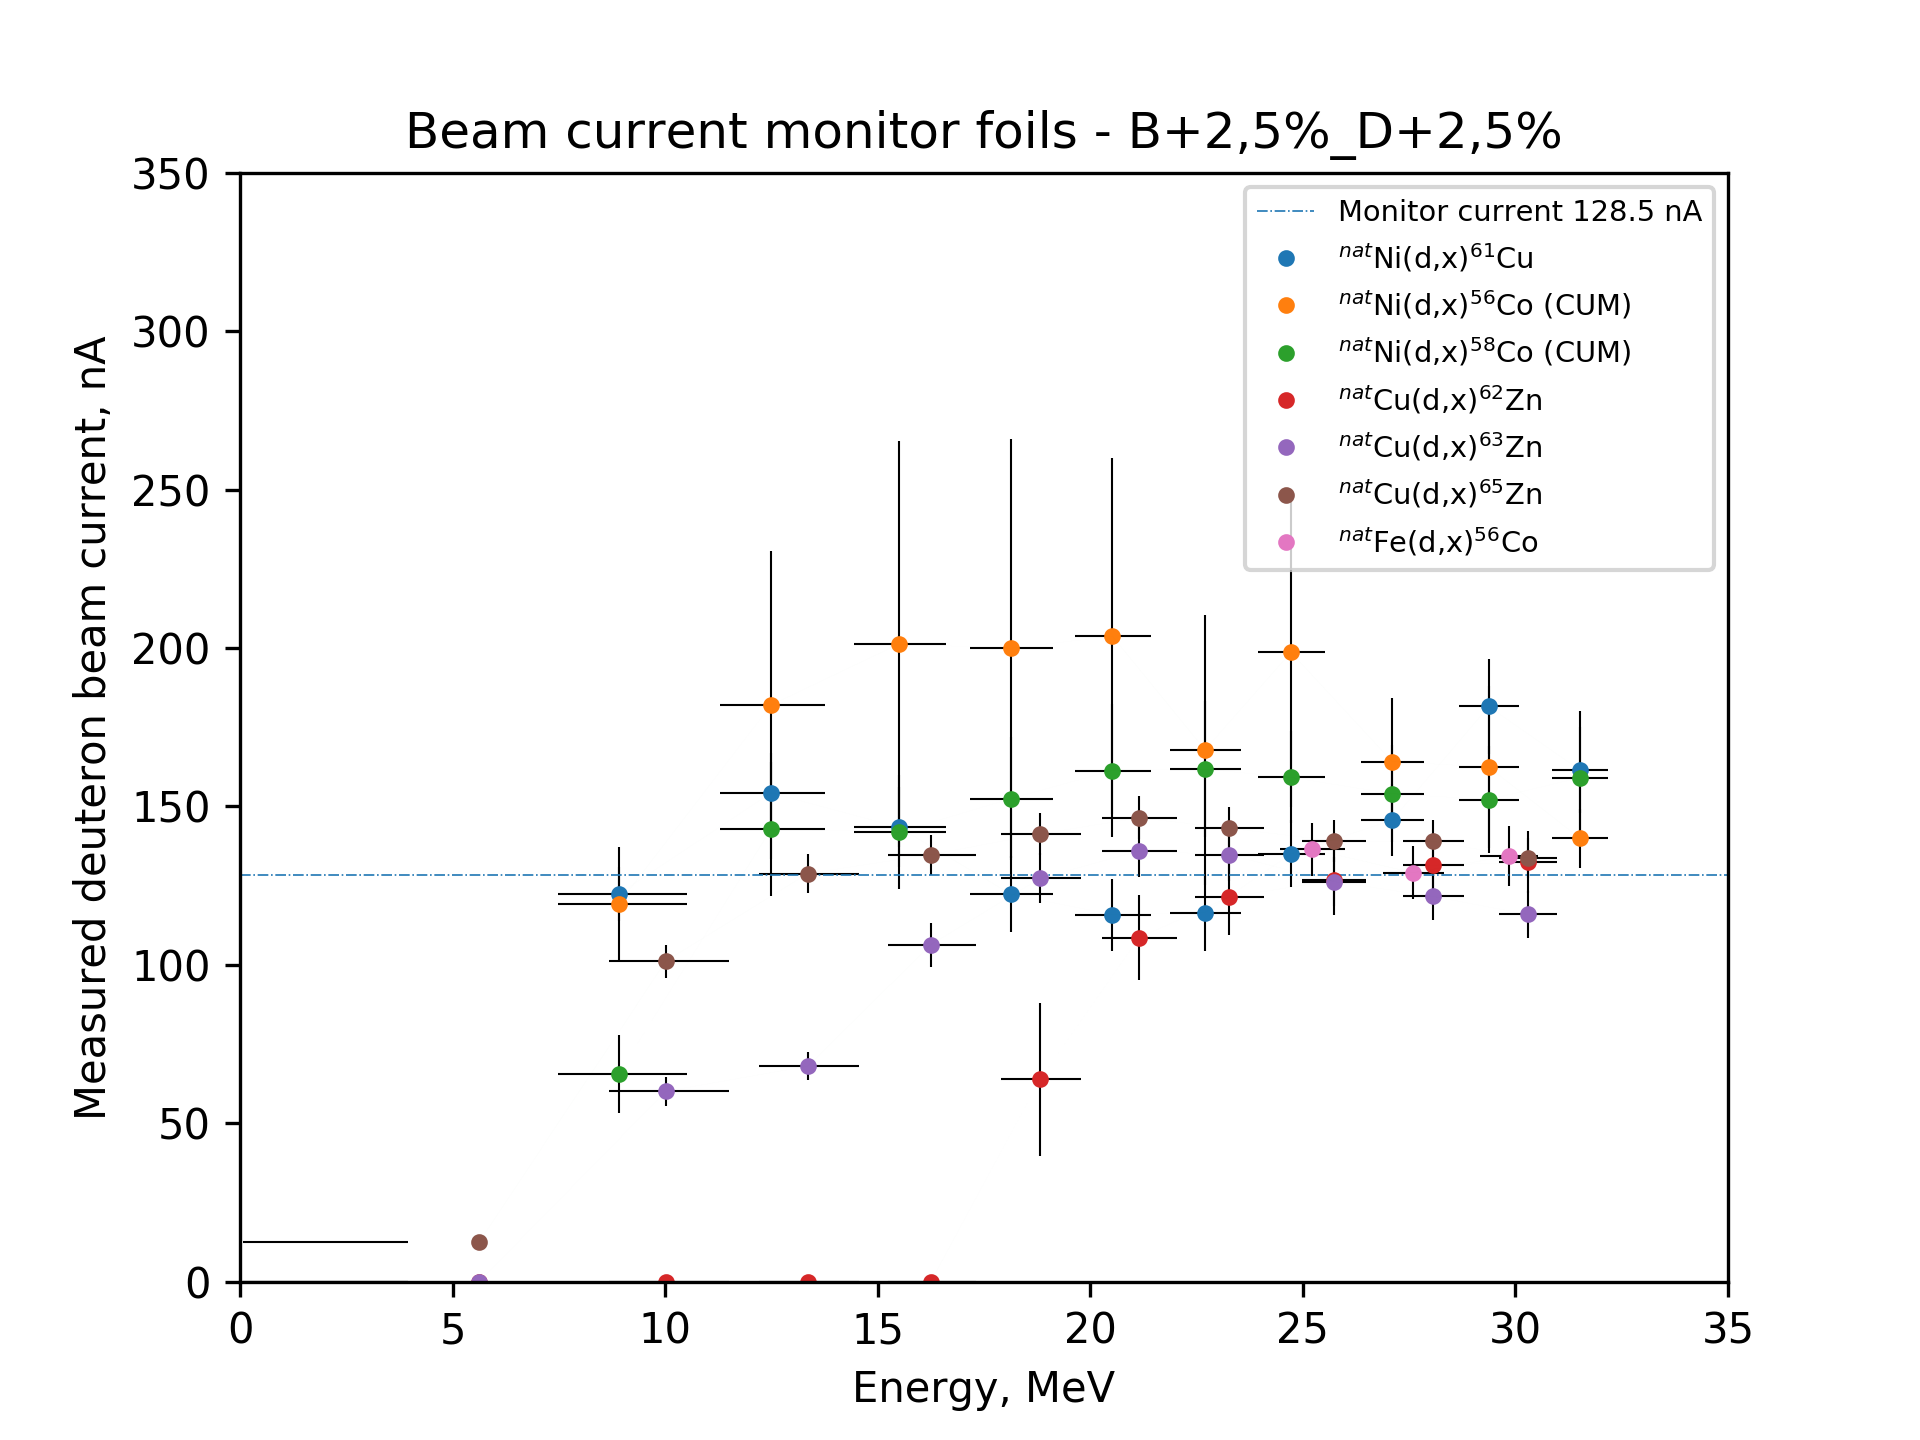 Beam current monitor foils - B+2,5%_D+2,5%
350
300
250
200
150
100
50
0
Measured deuteron beam current, nA
Monitor current 128.5 nA
natNi(d,x)61Cu
natNi(d,x)56Co (CUM)
natNi(d,x)58Co (CUM)
natCu(d,x)62Zn
natCu(d,x)63Zn
natCu(d,x)65Zn
natFe(d,x)56Co
0 5 10 15 20 25 30 35
Energy, MeV